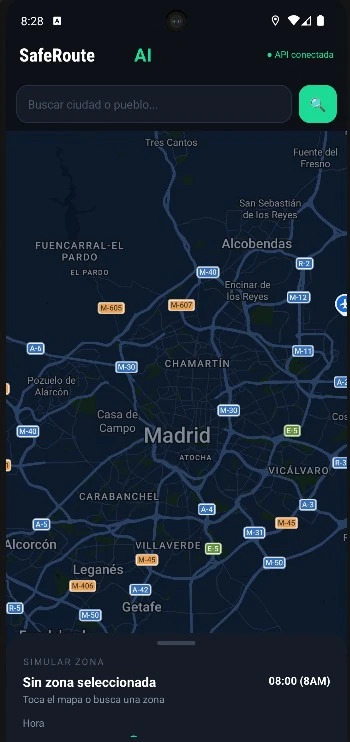 8:28
SafeRoute AI
● API conectada
Buscar ciudad o pueblo...
Tres Cantos
Fuente del
Fresno
San Sebastián
de los Reyes
Alcobendas
FUENCARRAL-EL
PARDO
EL PARDO
R-2
M-40
Encinar de
los Reyes
M-12
M-605
M-607
A-6
M-11
CHAMARTÍN
M-30
Pozuelo de
Alarcón
A-2
Casa de
Campo
M-30
M-40
Madrid
E-5
ATOCHA
VICÁLVARO
CARABANCHEL
A-4
A-3
A-5
M-45
M-31
Alcorcón
VILLAVERDE
E-5
M-45
M-50
Leganés
M-406
A-42
R-5
M-50
Getafe
SIMULAR ZONA
Sin zona seleccionada
08:00 (8AM)
Toca el mapa o busca una zona
Hora